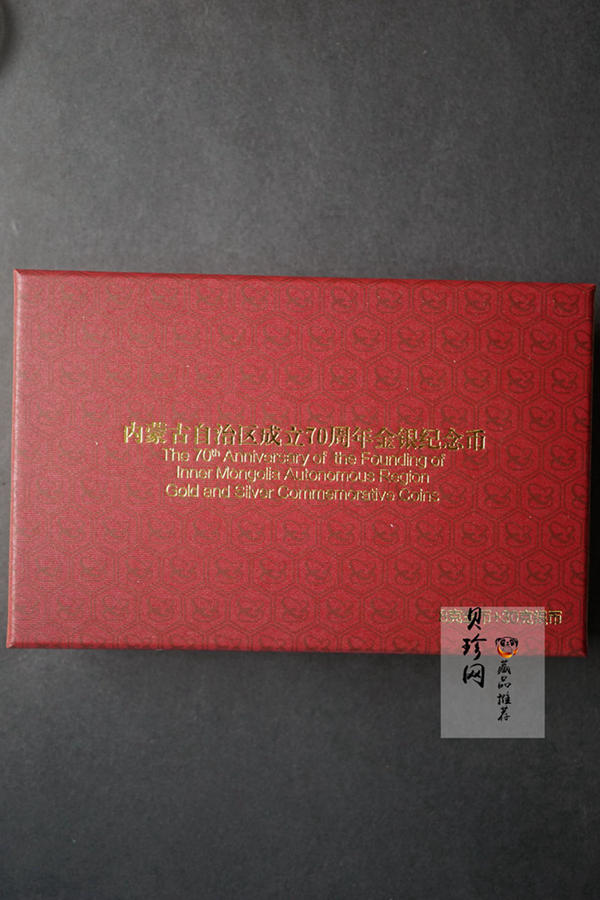 内蒙古自治区成立70周年金银纪念币
The 70th Anniversary of the Founding of
Inner Mongolia Autonomous Region
Gold and Silver Commemorative Coins
贝珍网
藏品推荐